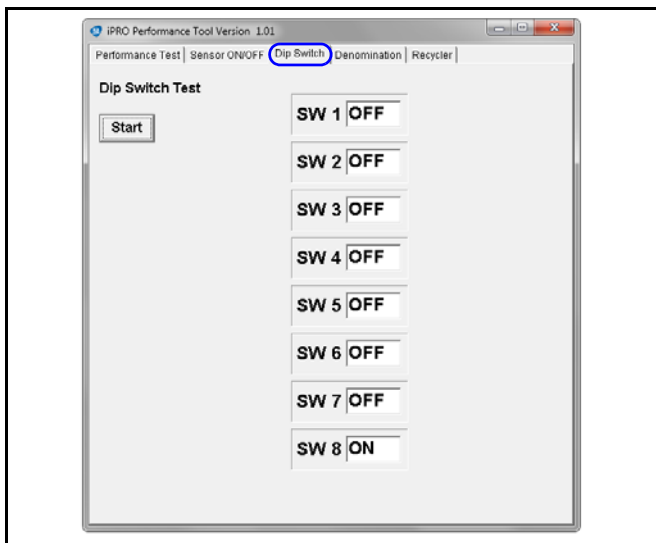 iPRO Performance Tool Version 1.01
Performance Test Sensor ON/OFF Dip Switch Denomination Recycler
Dip Switch Test
Start
SW 1 OFF
SW 2 OFF
SW 3 OFF
SW 4 OFF
SW 5 OFF
SW 6 OFF
SW 7 OFF
SW 8 ON